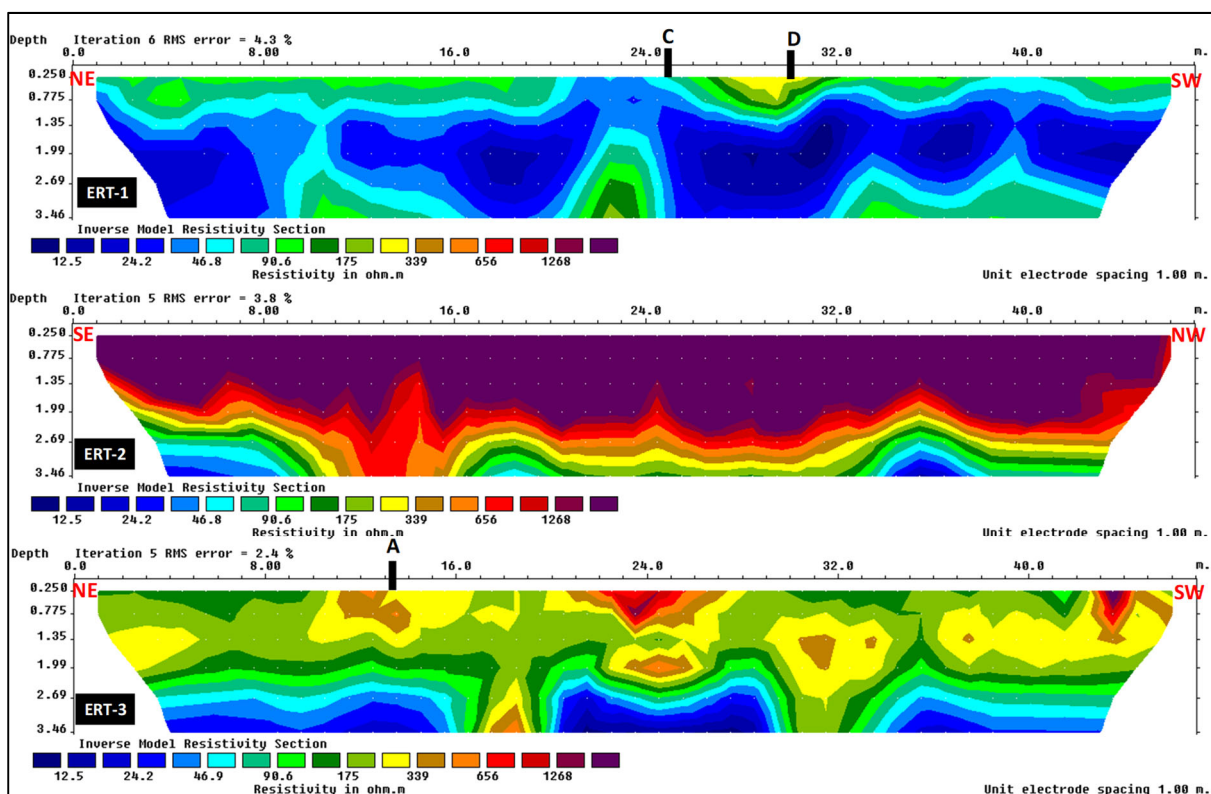 C D
Depth Iteration 6 RMS error = 4.3 %
0.0 8.00 16.0 24.0 32.0 40.0 m.
NE SW
0.250
0.775
1.35
1.99
2.69
3.46
ERT-1
Inverse Model Resistivity Section
12.5 24.2 46.8 90.6 175 339 656 1268
Resistivity in ohm.m
Unit electrode spacing 1.00 m.
Depth Iteration 5 RMS error = 3.8 %
0.0 8.00 16.0 24.0 32.0 40.0 m.
SE NW
0.250
0.775
1.35
1.99
2.69
3.46
ERT-2
Inverse Model Resistivity Section
12.5 24.2 46.8 90.6 175 339 656 1268
Resistivity in ohm.m
Unit electrode spacing 1.00 m.
A
Depth Iteration 5 RMS error = 2.4 %
0.0 8.00 16.0 24.0 32.0 40.0 m.
NE SW
0.250
0.775
1.35
1.99
2.69
3.46
ERT-3
Inverse Model Resistivity Section
12.5 24.2 46.9 90.6 175 339 656 1268
Resistivity in ohm.m
Unit electrode spacing 1.00 m.